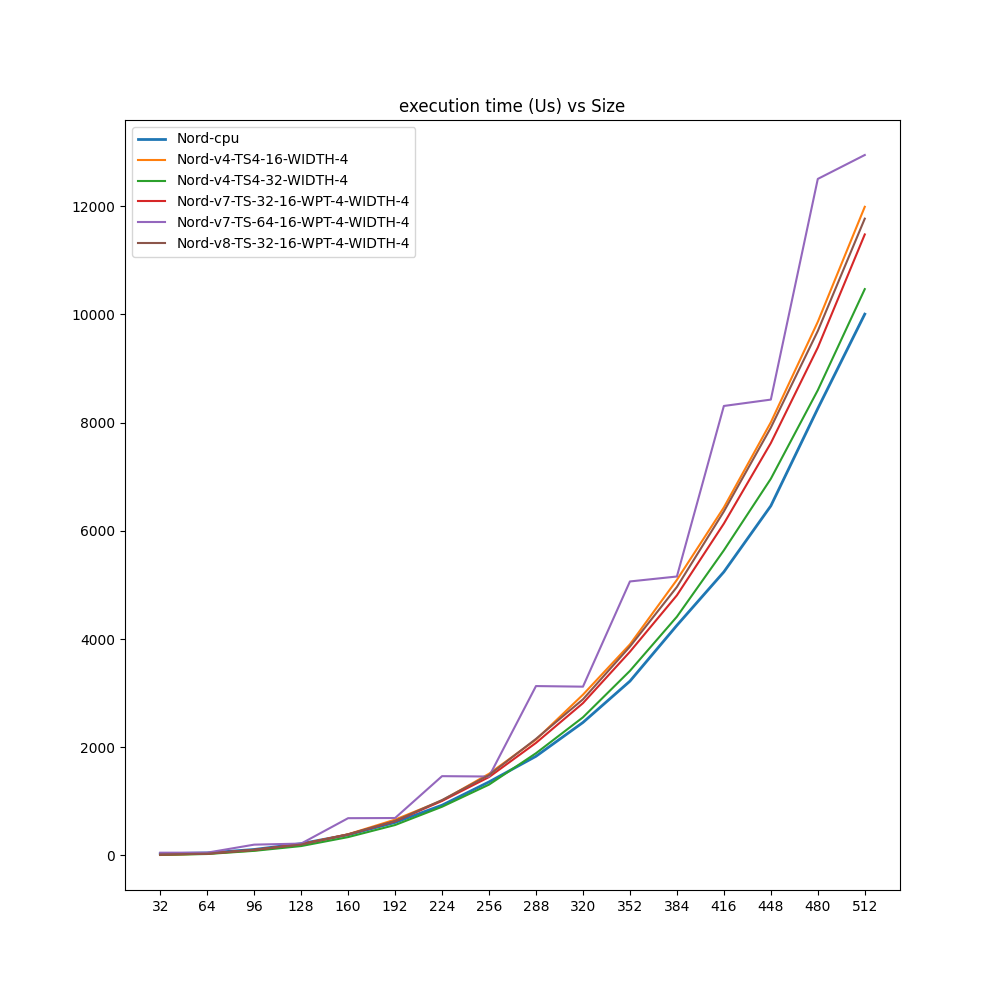 execution time (Us) vs Size
Nord-cpu
Nord-v4-TS4-16-WIDTH-4
Nord-v4-TS4-32-WIDTH-4
Nord-v7-TS-32-16-WPT-4-WIDTH-4
Nord-v7-TS-64-16-WPT-4-WIDTH-4
Nord-v8-TS-32-16-WPT-4-WIDTH-4
12000
10000
8000
6000
4000
2000
0
32 64 96 128 160 192 224 256 288 320 352 384 416 448 480 512